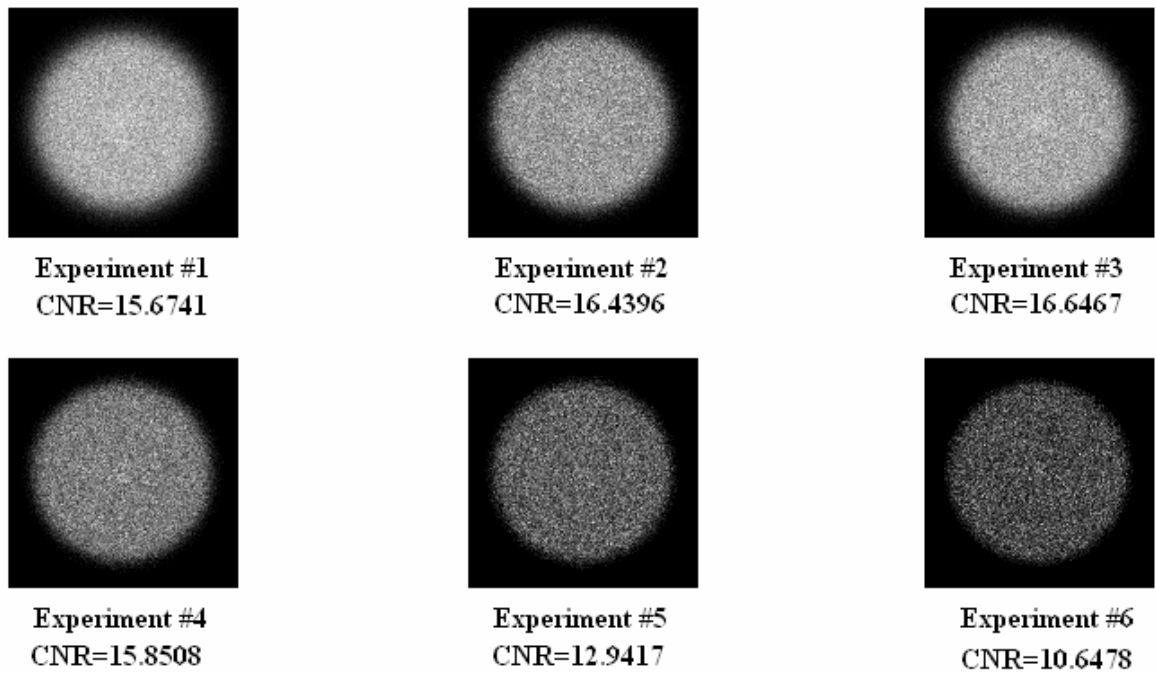 Experiment #1
CNR=15.6741
Experiment #2
CNR=16.4396
Experiment #3
CNR=16.6467
Experiment #4
CNR=15.8508
Experiment #5
CNR=12.9417
Experiment #6
CNR=10.6478